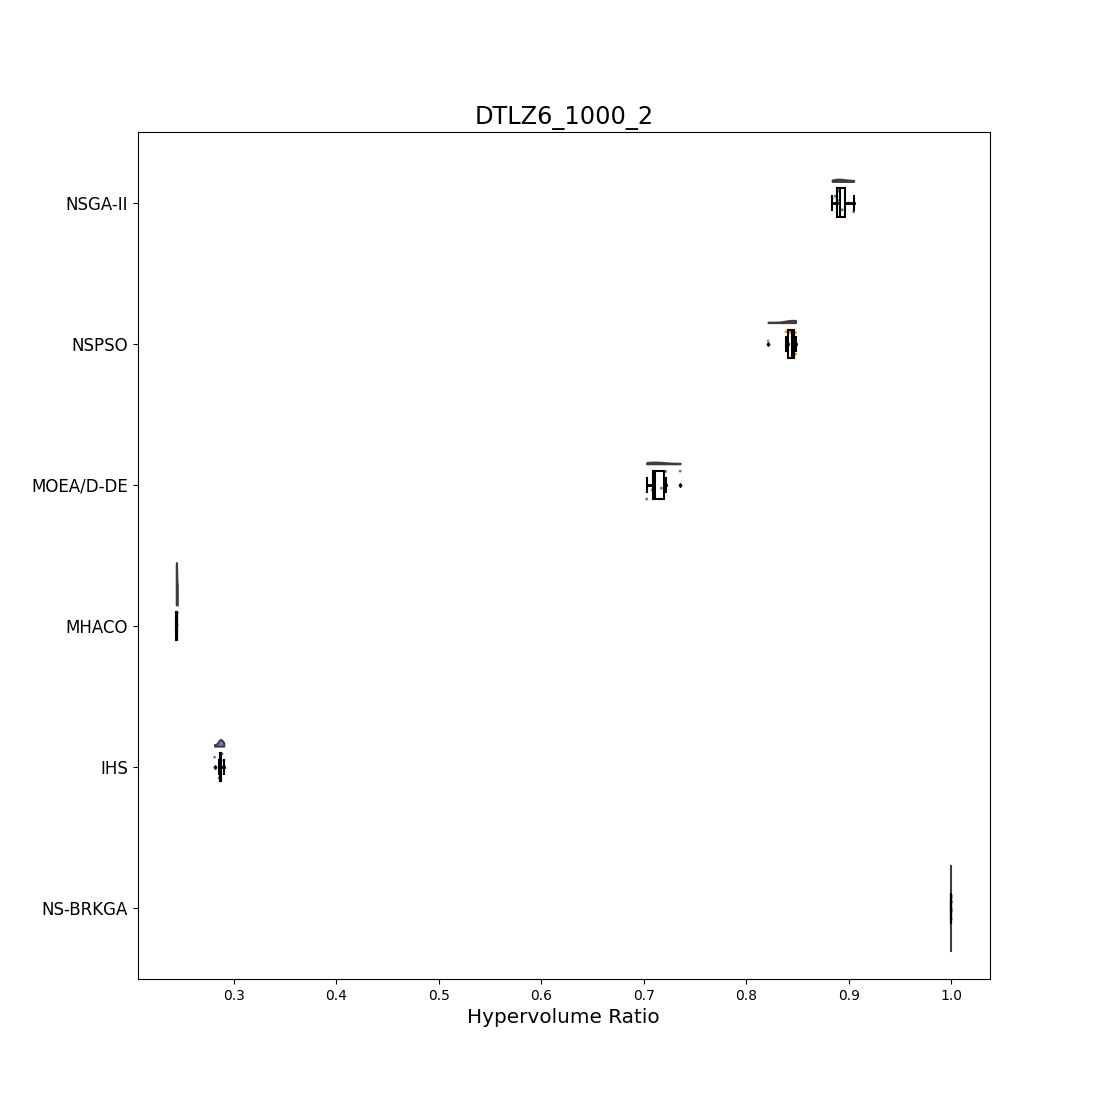 DTLZ6_1000_2
NSGA-II
NSPSO
MOEA/D-DE
MHACO
IHS
NS-BRKGA
0.3 0.4 0.5 0.6 0.7 0.8 0.9 1.0
Hypervolume Ratio